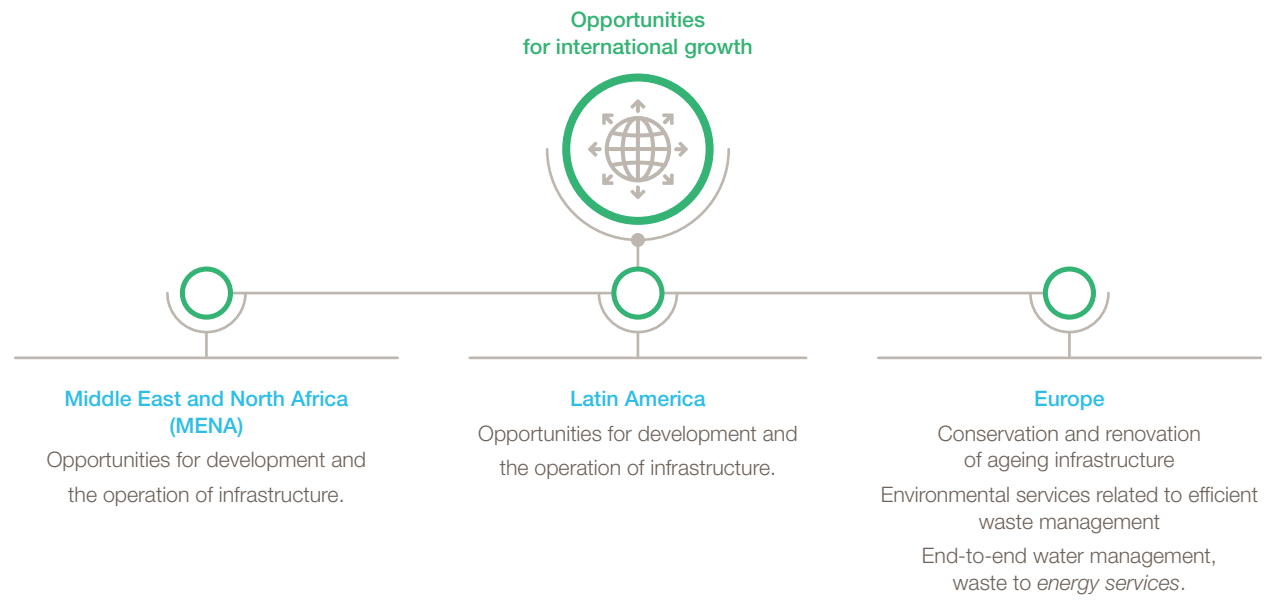 Opportunities
for international growth
Middle East and North Africa
(MENA)
Opportunities for development and
the operation of infrastructure.
Latin America
Opportunities for development and
the operation of infrastructure.
Europe
Conservation and renovation
of ageing infrastructure
Environmental services related to efficient
waste management
End-to-end water management,
waste to energy services.